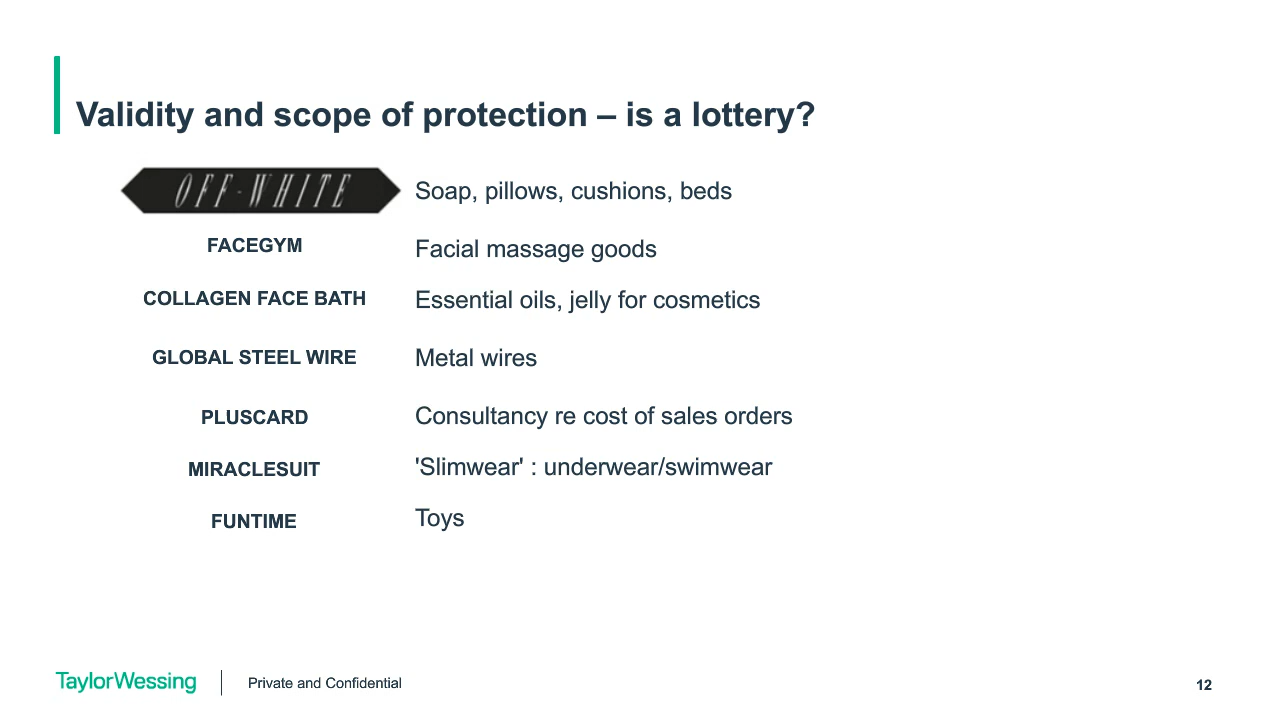 Validity and scope of protection – is a lottery?
OFF-WHITE
Soap, pillows, cushions, beds
FACEGYM
Facial massage goods
COLLAGEN FACE BATH
Essential oils, jelly for cosmetics
GLOBAL STEEL WIRE
Metal wires
PLUSCARD
Consultancy re cost of sales orders
MIRACLESUIT
'Slimwear' : underwear/swimwear
FUNTIME
Toys
TaylorWessing
Private and Confidential
12